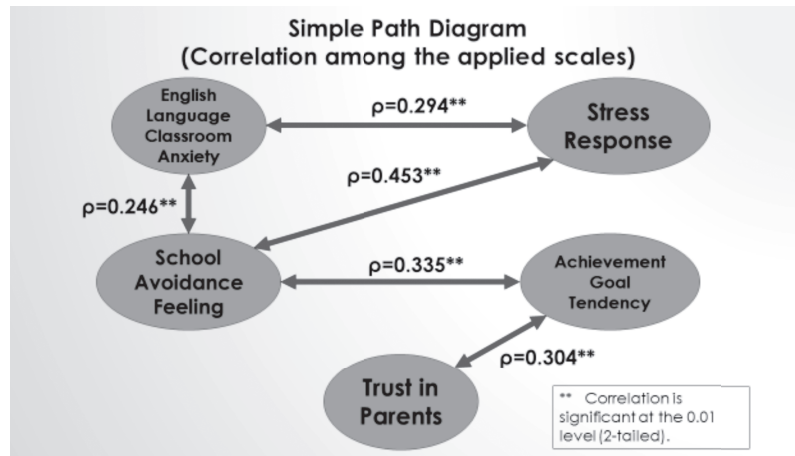 Simple Path Diagram
(Correlation among the applied scales)
English
Language
Classroom
Anxiety
ρ=0.294**
Stress
Response
ρ=0.453**
ρ=0.246**
School
Avoidance
Feeling
ρ=0.335**
Achievement
Goal
Tendency
ρ=0.304**
Trust in
Parents
** Correlation is
significant at the 0.01
level (2-tailed).